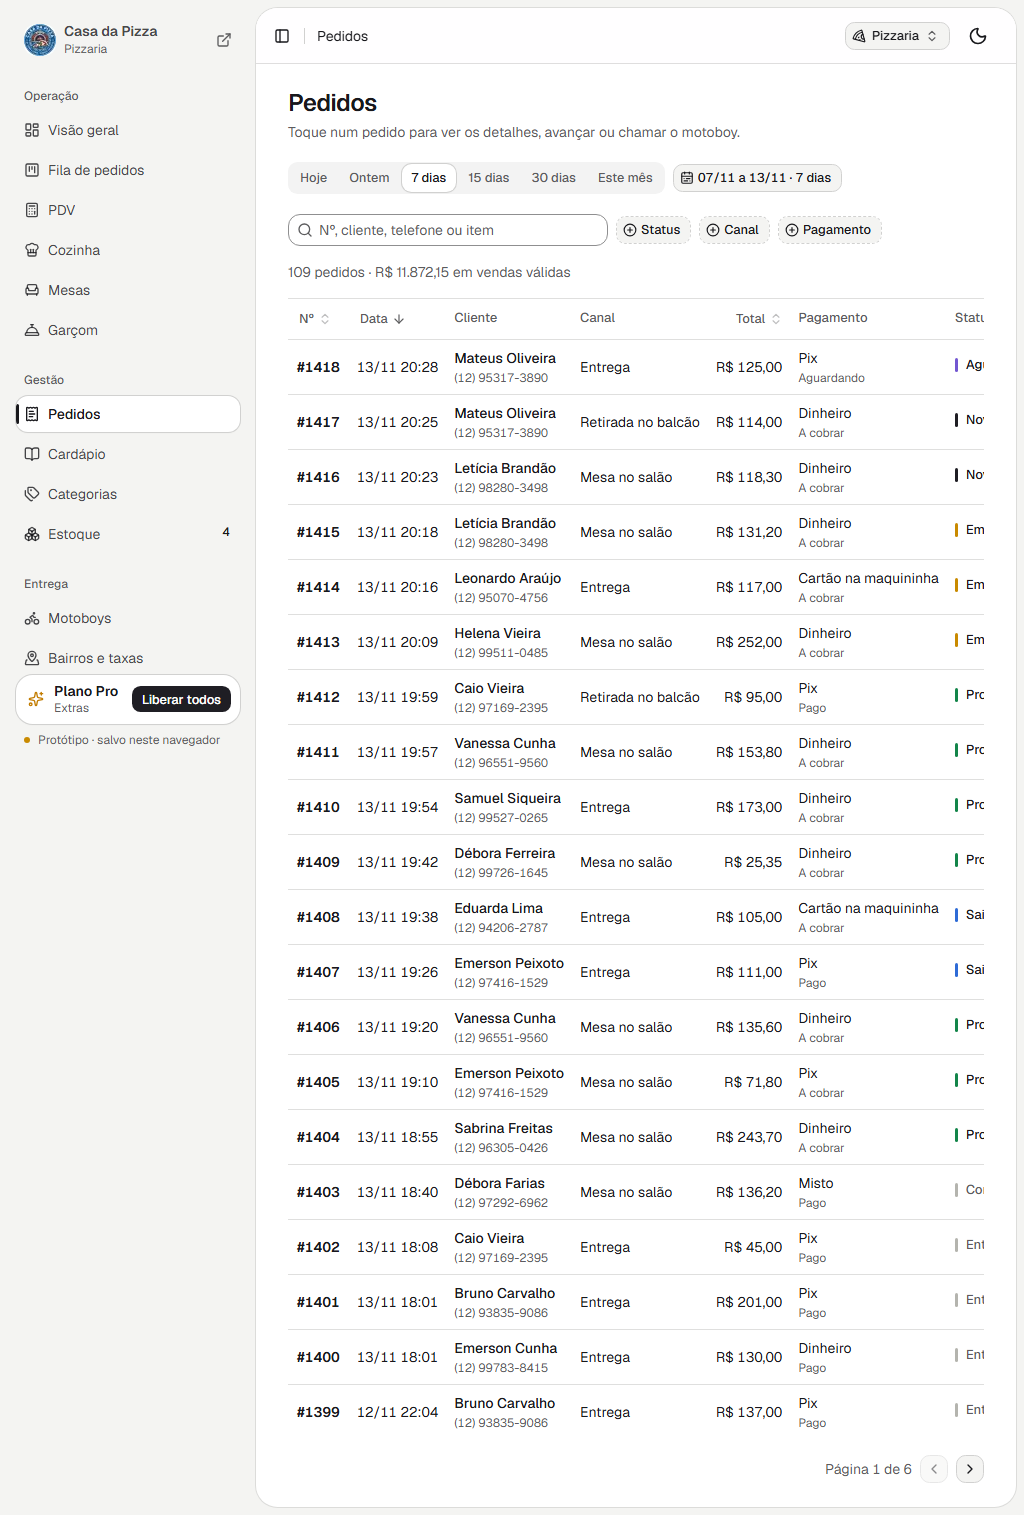 Casa da Pizza
Pizzaria
Operação
Visão geral
Fila de pedidos
PDV
Cozinha
Mesas
Garçom
Gestão
Pedidos
Cardápio
Categorias
Estoque 4
Entrega
Motoboys
Bairros e taxas
Plano Pro
Extras
Liberar todos
Protótipo · salvo neste navegador
Pedidos
Pizzaria
Pedidos
Toque num pedido para ver os detalhes, avançar ou chamar o motoboy.
Hoje Ontem 7 dias 15 dias 30 dias Este mês 07/11 a 13/11 · 7 dias
Nº, cliente, telefone ou item Status Canal Pagamento
109 pedidos · R$ 11.872,15 em vendas válidas
Nº Data Cliente Canal Total Pagamento Statu
#1418 13/11 20:28 Mateus Oliveira Entrega R$ 125,00 Pix Agu
(12) 95317-3890 Aguardando
#1417 13/11 20:25 Mateus Oliveira Retirada no balcão R$ 114,00 Dinheiro Nov
(12) 95317-3890 A cobrar
#1416 13/11 20:23 Letícia Brandão Mesa no salão R$ 118,30 Dinheiro Nov
(12) 98280-3498 A cobrar
#1415 13/11 20:18 Letícia Brandão Mesa no salão R$ 131,20 Dinheiro Em
(12) 98280-3498 A cobrar
#1414 13/11 20:16 Leonardo Araújo Entrega R$ 117,00 Cartão na maquininha Em
(12) 95070-4756 A cobrar
#1413 13/11 20:09 Helena Vieira Mesa no salão R$ 252,00 Dinheiro Em
(12) 99511-0485 A cobrar
#1412 13/11 19:59 Caio Vieira Retirada no balcão R$ 95,00 Pix Pro
(12) 97169-2395 Pago
#1411 13/11 19:57 Vanessa Cunha Mesa no salão R$ 153,80 Dinheiro Pro
(12) 96551-9560 A cobrar
#1410 13/11 19:54 Samuel Siqueira Entrega R$ 173,00 Dinheiro Pro
(12) 99527-0265 A cobrar
#1409 13/11 19:42 Débora Ferreira Mesa no salão R$ 25,35 Dinheiro Pro
(12) 99726-1645 A cobrar
#1408 13/11 19:38 Eduarda Lima Entrega R$ 105,00 Cartão na maquininha Sai
(12) 94206-2787 A cobrar
#1407 13/11 19:26 Emerson Peixoto Entrega R$ 111,00 Pix Sai
(12) 97416-1529 Pago
#1406 13/11 19:20 Vanessa Cunha Mesa no salão R$ 135,60 Dinheiro Pro
(12) 96551-9560 A cobrar
#1405 13/11 19:10 Emerson Peixoto Mesa no salão R$ 71,80 Pix Pro
(12) 97416-1529 A cobrar
#1404 13/11 18:55 Sabrina Freitas Mesa no salão R$ 243,70 Dinheiro Pro
(12) 96305-0426 A cobrar
#1403 13/11 18:40 Débora Farias Mesa no salão R$ 136,20 Misto Con
(12) 97292-6962 Pago
#1402 13/11 18:08 Caio Vieira Entrega R$ 45,00 Pix Ent
(12) 97169-2395 Pago
#1401 13/11 18:01 Bruno Carvalho Entrega R$ 201,00 Pix Ent
(12) 93835-9086 Pago
#1400 13/11 18:01 Emerson Cunha Entrega R$ 130,00 Dinheiro Ent
(12) 99783-8415 Pago
#1399 12/11 22:04 Bruno Carvalho Entrega R$ 137,00 Pix Ent
(12) 93835-9086 Pago
Página 1 de 6